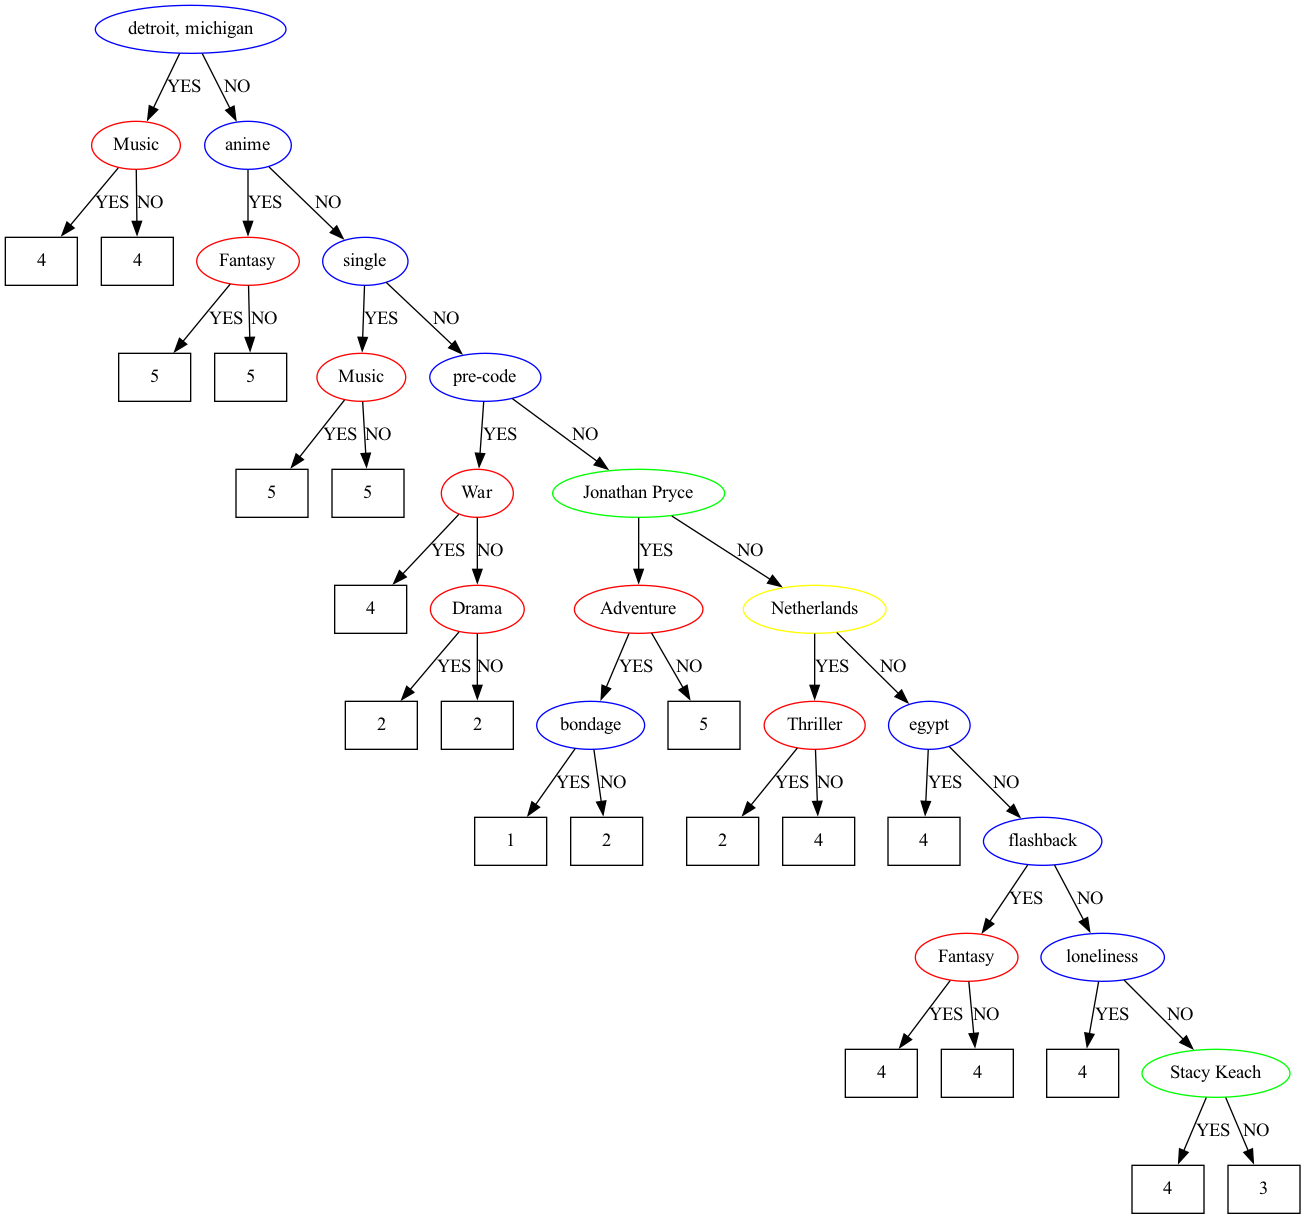 detroit, michigan
YES
NO
Music
anime
YES
NO
YES
NO
4
4
Fantasy
single
YES
NO
YES
NO
5
5
Music
pre-code
YES
NO
YES
NO
5
5
War
Jonathan Pryce
YES
NO
YES
NO
4
Drama
Adventure
Netherlands
YES
NO
YES
NO
YES
NO
2
2
bondage
5
Thriller
egypt
YES
NO
YES
NO
YES
NO
1
2
2
4
4
flashback
YES
NO
Fantasy
loneliness
YES
NO
YES
NO
4
4
4
Stacy Keach
YES
NO
4
3